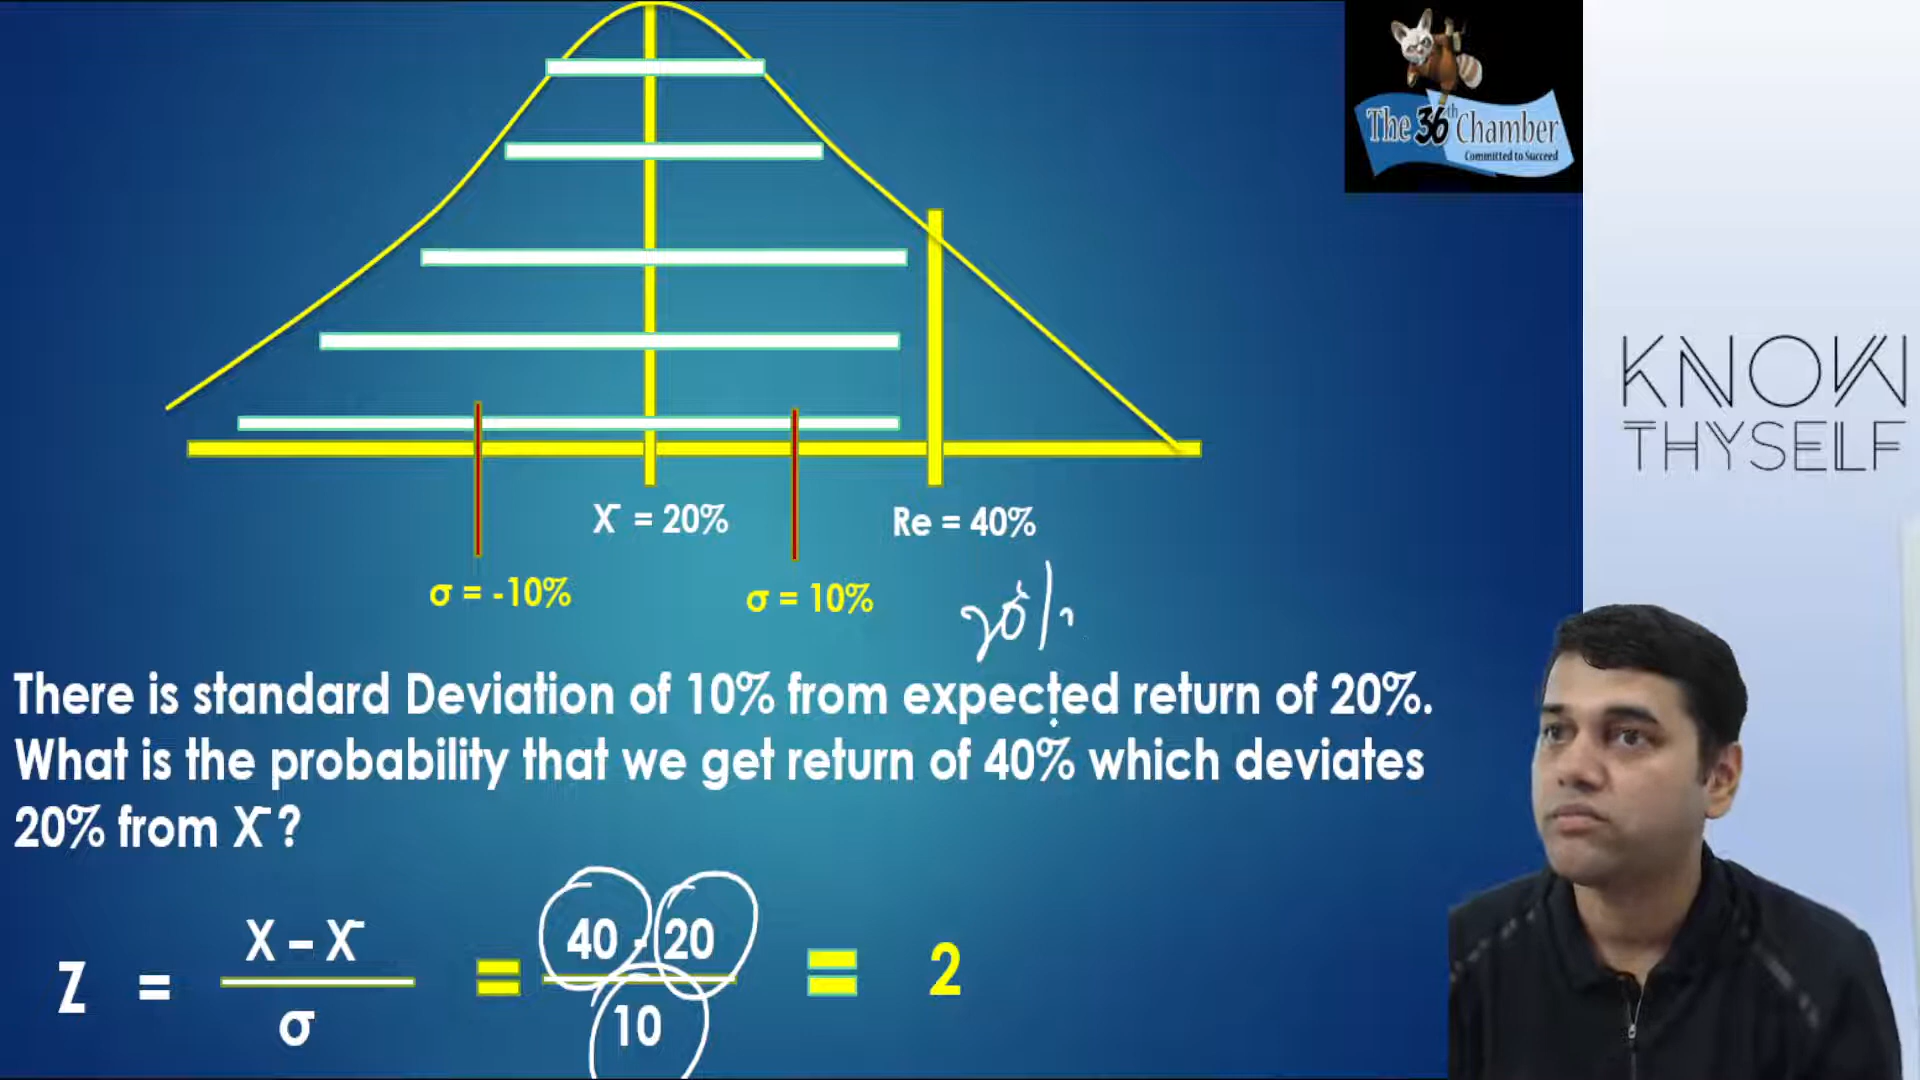 The 36th Chamber
Committed to Succeed
KNOW
THYSELF
X̄ = 20%
Re = 40%
σ = -10%
σ = 10%
20%
There is standard Deviation of 10% from expected return of 20%.
What is the probability that we get return of 40% which deviates
20% from X̄ ?
Z = X – X̄ / σ = 40 - 20 / 10 = 2